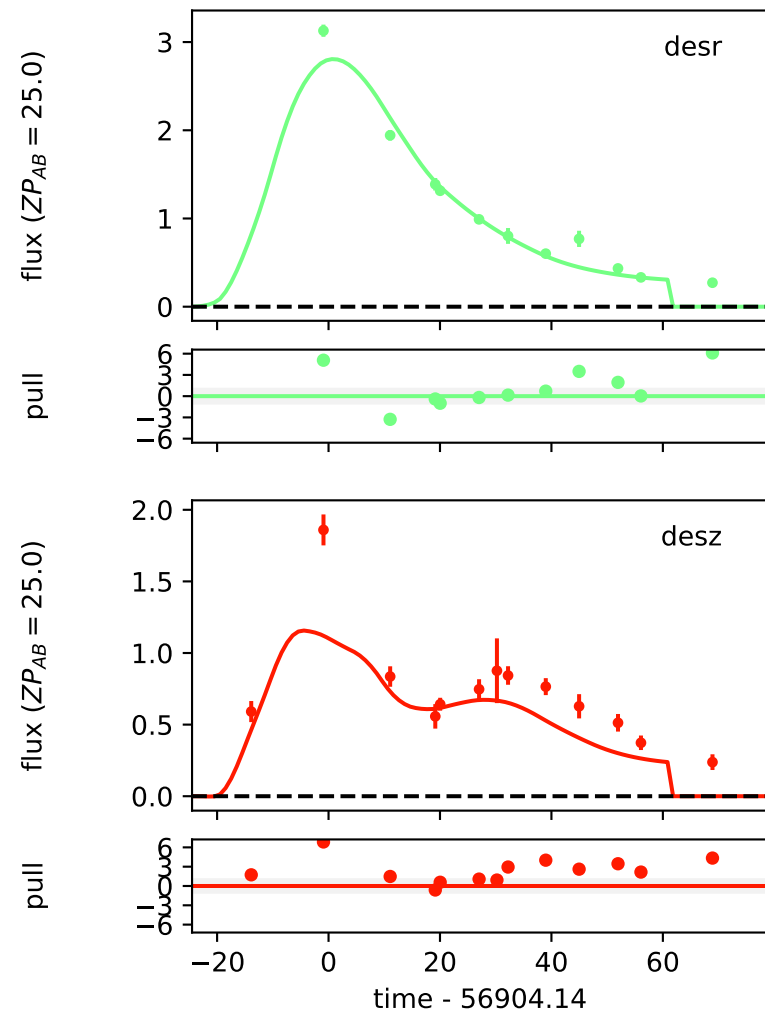 desr
flux (ZP_AB = 25.0)
3
2
1
0
pull
6
3
0
−3
−6
desz
flux (ZP_AB = 25.0)
2.0
1.5
1.0
0.5
0.0
pull
6
3
0
−3
−6
−20 0 20 40 60
time - 56904.14